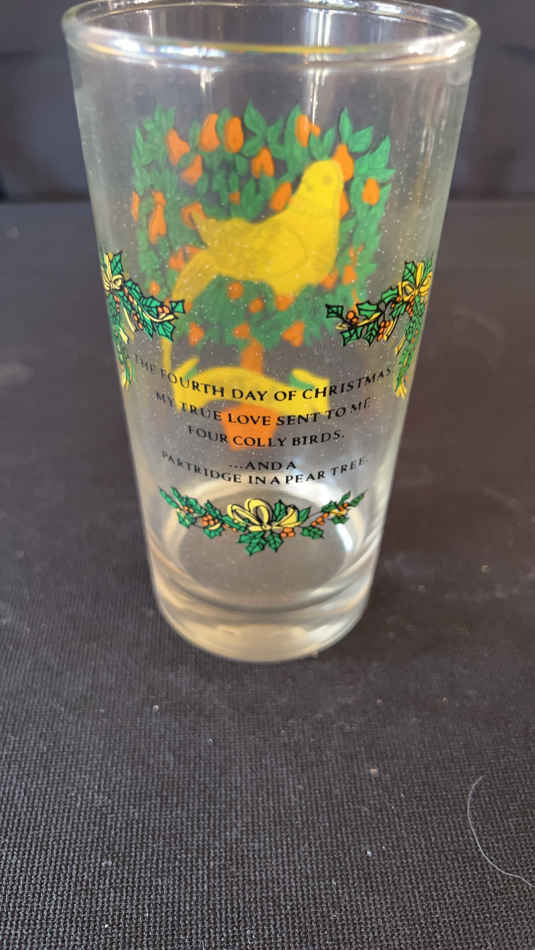 THE FOURTH DAY OF CHRISTMAS
MY TRUE LOVE SENT TO ME
FOUR COLLY BIRDS.
...AND A
PARTRIDGE IN A PEAR TREE.